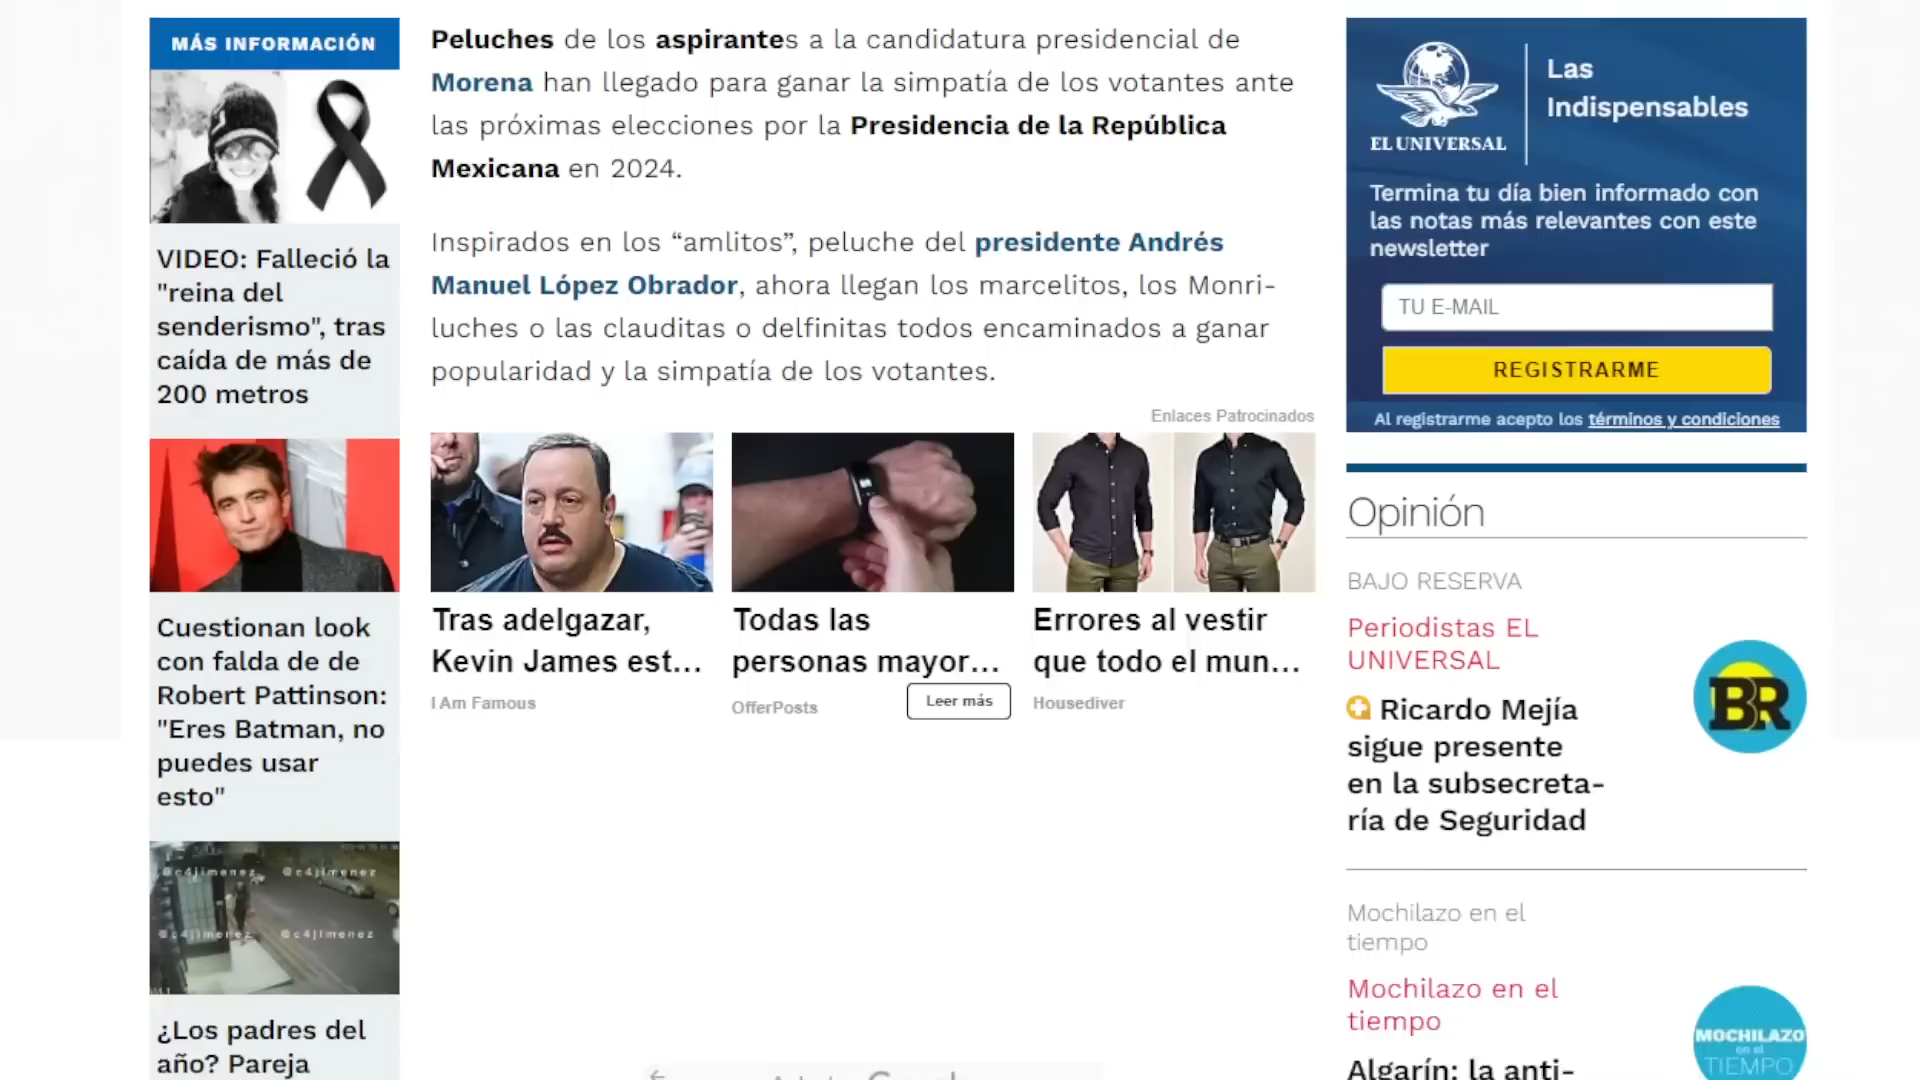 MÁS INFORMACIÓN
VIDEO: Falleció la
"reina del
senderismo", tras
caída de más de
200 metros
Cuestionan look
con falda de de
Robert Pattinson:
"Eres Batman, no
puedes usar
esto"
@c4jimenez @c4jimenez
@c4jimenez @c4jimenez
¿Los padres del
año? Pareja
Peluches de los aspirantes a la candidatura presidencial de
Morena han llegado para ganar la simpatía de los votantes ante
las próximas elecciones por la Presidencia de la República
Mexicana en 2024.
Inspirados en los “amlitos”, peluche del presidente Andrés
Manuel López Obrador, ahora llegan los marcelitos, los Monri-
luches o las clauditas o delfinitas todos encaminados a ganar
popularidad y la simpatía de los votantes.
Enlaces Patrocinados
Tras adelgazar,
Kevin James est...
I Am Famous
Todas las
personas mayor...
OfferPosts
Leer más
Errores al vestir
que todo el mun...
Housediver
EL UNIVERSAL
Las
Indispensables
Termina tu día bien informado con
las notas más relevantes con este
newsletter
TU E-MAIL
REGISTRARME
Al registrarme acepto los términos y condiciones
Opinión
BAJO RESERVA
Periodistas EL
UNIVERSAL
Ricardo Mejía
sigue presente
en la subsecreta-
ría de Seguridad
BR
Mochilazo en el
tiempo
Mochilazo en el
tiempo
Algarín: la anti-
MOCHILAZO
en el
TIEMPO